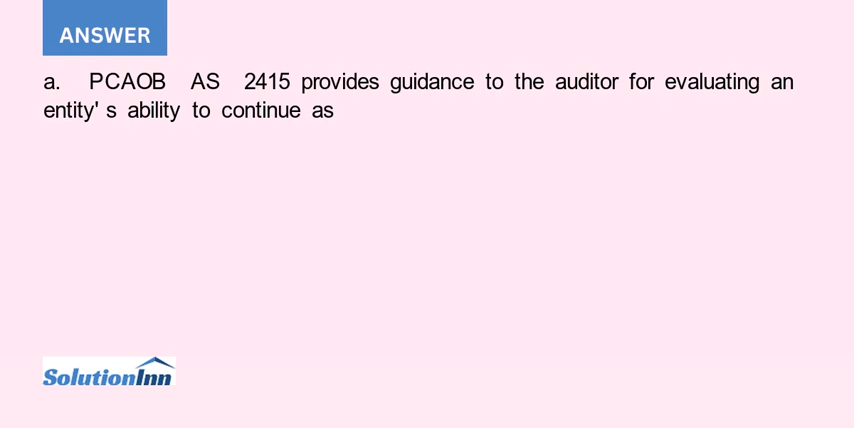 ANSWER
a. PCAOB AS 2415 provides guidance to the auditor for evaluating an
entity' s ability to continue as
SolutionInn